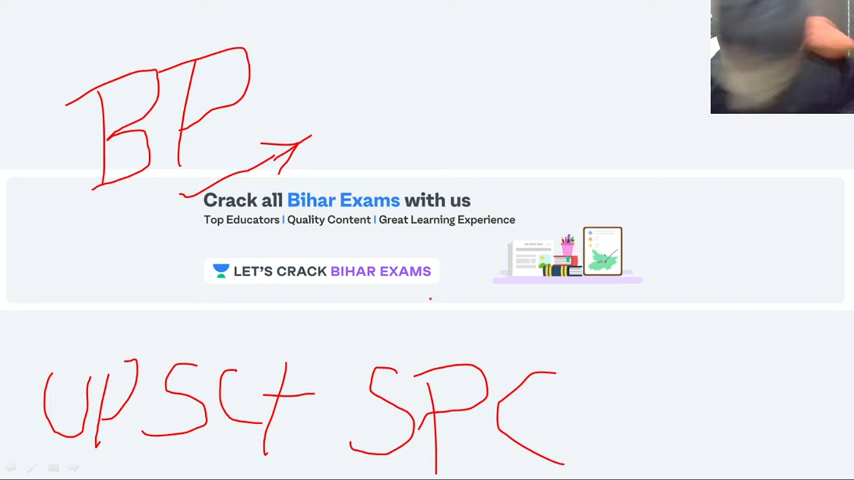 BP
Crack all Bihar Exams with us
Top Educators | Quality Content | Great Learning Experience
LET'S CRACK BIHAR EXAMS
UPSC+ SPC